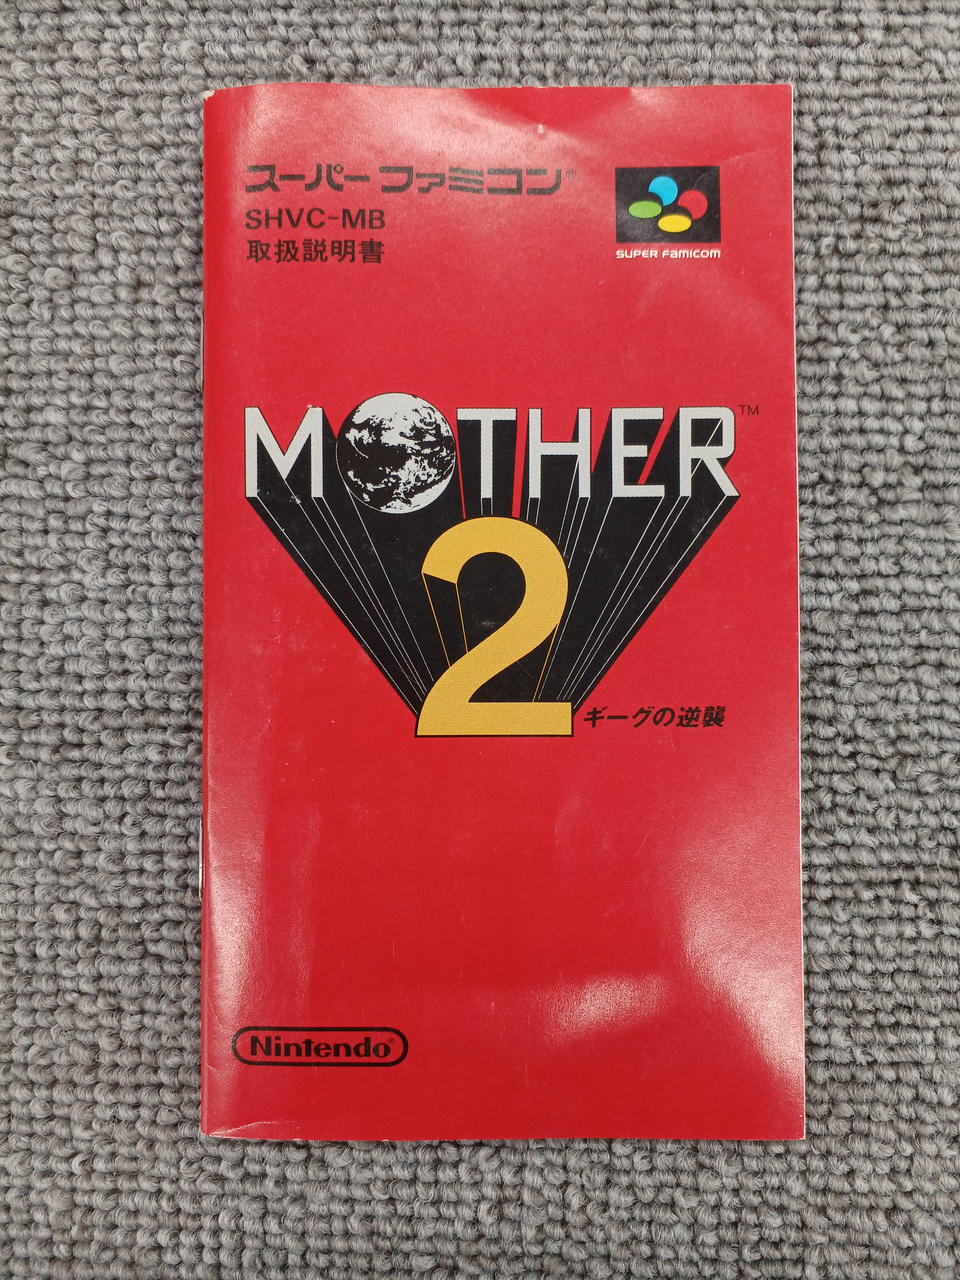 スーパーファミコン®
SHVC-MB
取扱説明書
SUPER FAMICOM
MOTHER™
2
ギーグの逆襲
Nintendo®